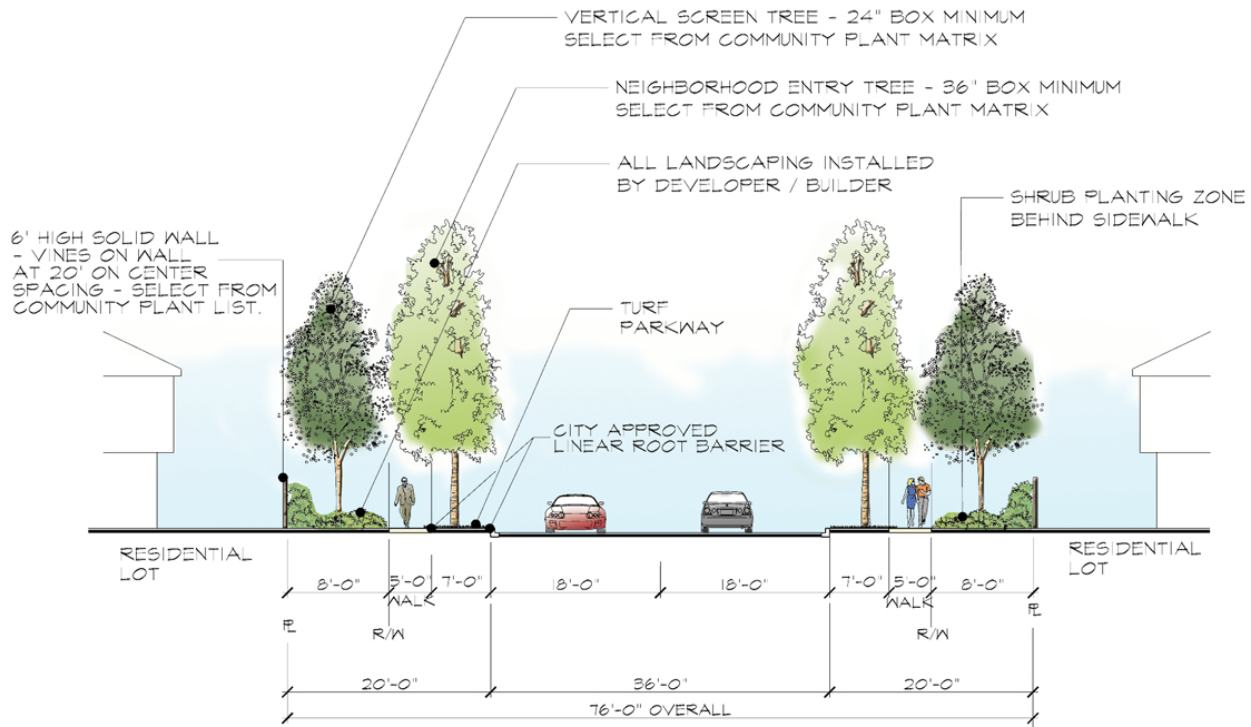 VERTICAL SCREEN TREE - 24" BOX MINIMUM
SELECT FROM COMMUNITY PLANT MATRIX
NEIGHBORHOOD ENTRY TREE - 36" BOX MINIMUM
SELECT FROM COMMUNITY PLANT MATRIX
ALL LANDSCAPING INSTALLED
BY DEVELOPER / BUILDER
SHRUB PLANTING ZONE
BEHIND SIDEWALK
6' HIGH SOLID WALL
- VINES ON WALL
AT 20' ON CENTER
SPACING - SELECT FROM
COMMUNITY PLANT LIST.
TURF
PARKWAY
CITY APPROVED
LINEAR ROOT BARRIER
RESIDENTIAL
LOT
RESIDENTIAL
LOT
8'-0" 5'-0" 7'-0" 18'-0" 18'-0" 7'-0" 5'-0" 8'-0"
WALK WALK
PL PL
R/W R/W
20'-0" 36'-0" 20'-0"
76'-0" OVERALL